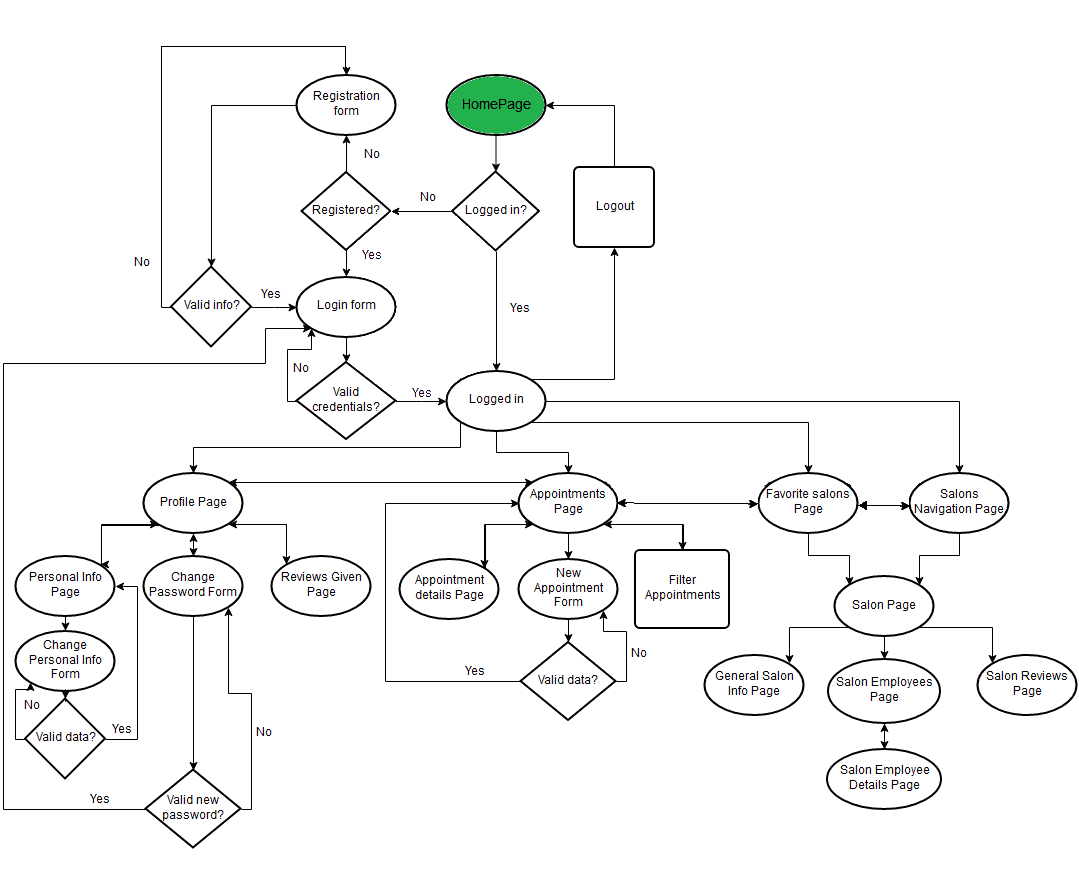 Registration
form
HomePage
No
Registered?
No
Logged in?
Logout
No
Yes
Valid info?
Yes
Login form
Yes
No
Valid
credentials?
Yes
Logged in
Profile Page
Appointments
Page
Favorite salons
Page
Salons
Navigation Page
Personal Info
Page
Change
Password Form
Reviews Given
Page
Appointment
details Page
New
Appointment
Form
Filter
Appointments
Salon Page
Change
Personal Info
Form
No
Valid data?
Yes
Yes
Valid data?
No
General Salon
Info Page
Salon Employees
Page
Salon Reviews
Page
No
Yes
Valid new
password?
Salon Employee
Details Page